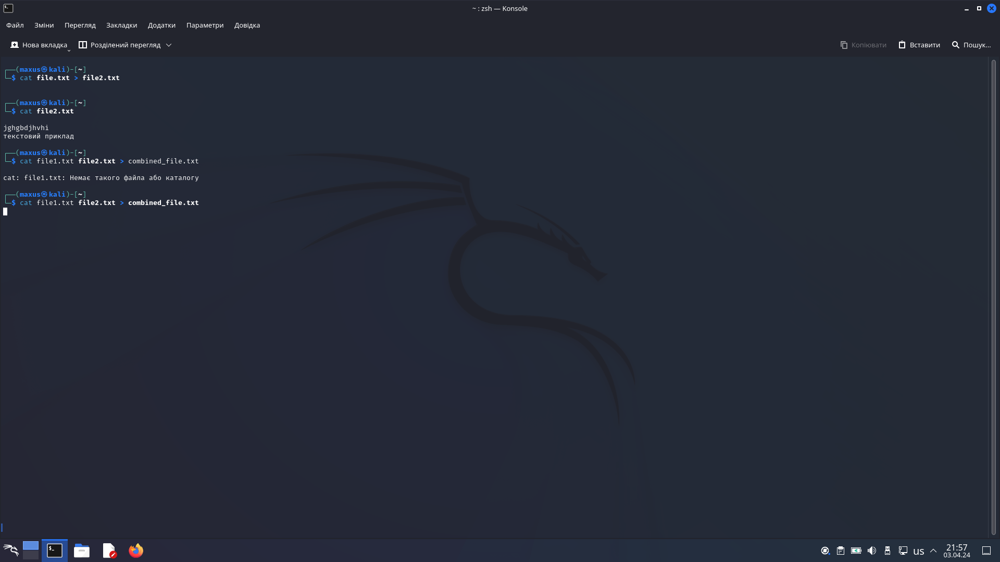 ~ : zsh — Konsole
Файл Зміни Перегляд Закладки Додатки Параметри Довідка
Нова вкладка Розділений перегляд Копіювати Вставити Пошук...
┌──(maxus㉿kali)-[~]
└─$ cat file.txt > file2.txt
┌──(maxus㉿kali)-[~]
└─$ cat file2.txt
jghgbdjhvhi
текстовий приклад
┌──(maxus㉿kali)-[~]
└─$ cat file1.txt file2.txt > combined_file.txt
cat: file1.txt: Немає такого файла або каталогу
┌──(maxus㉿kali)-[~]
└─$ cat file1.txt file2.txt > combined_file.txt
us 21:57
03.04.24